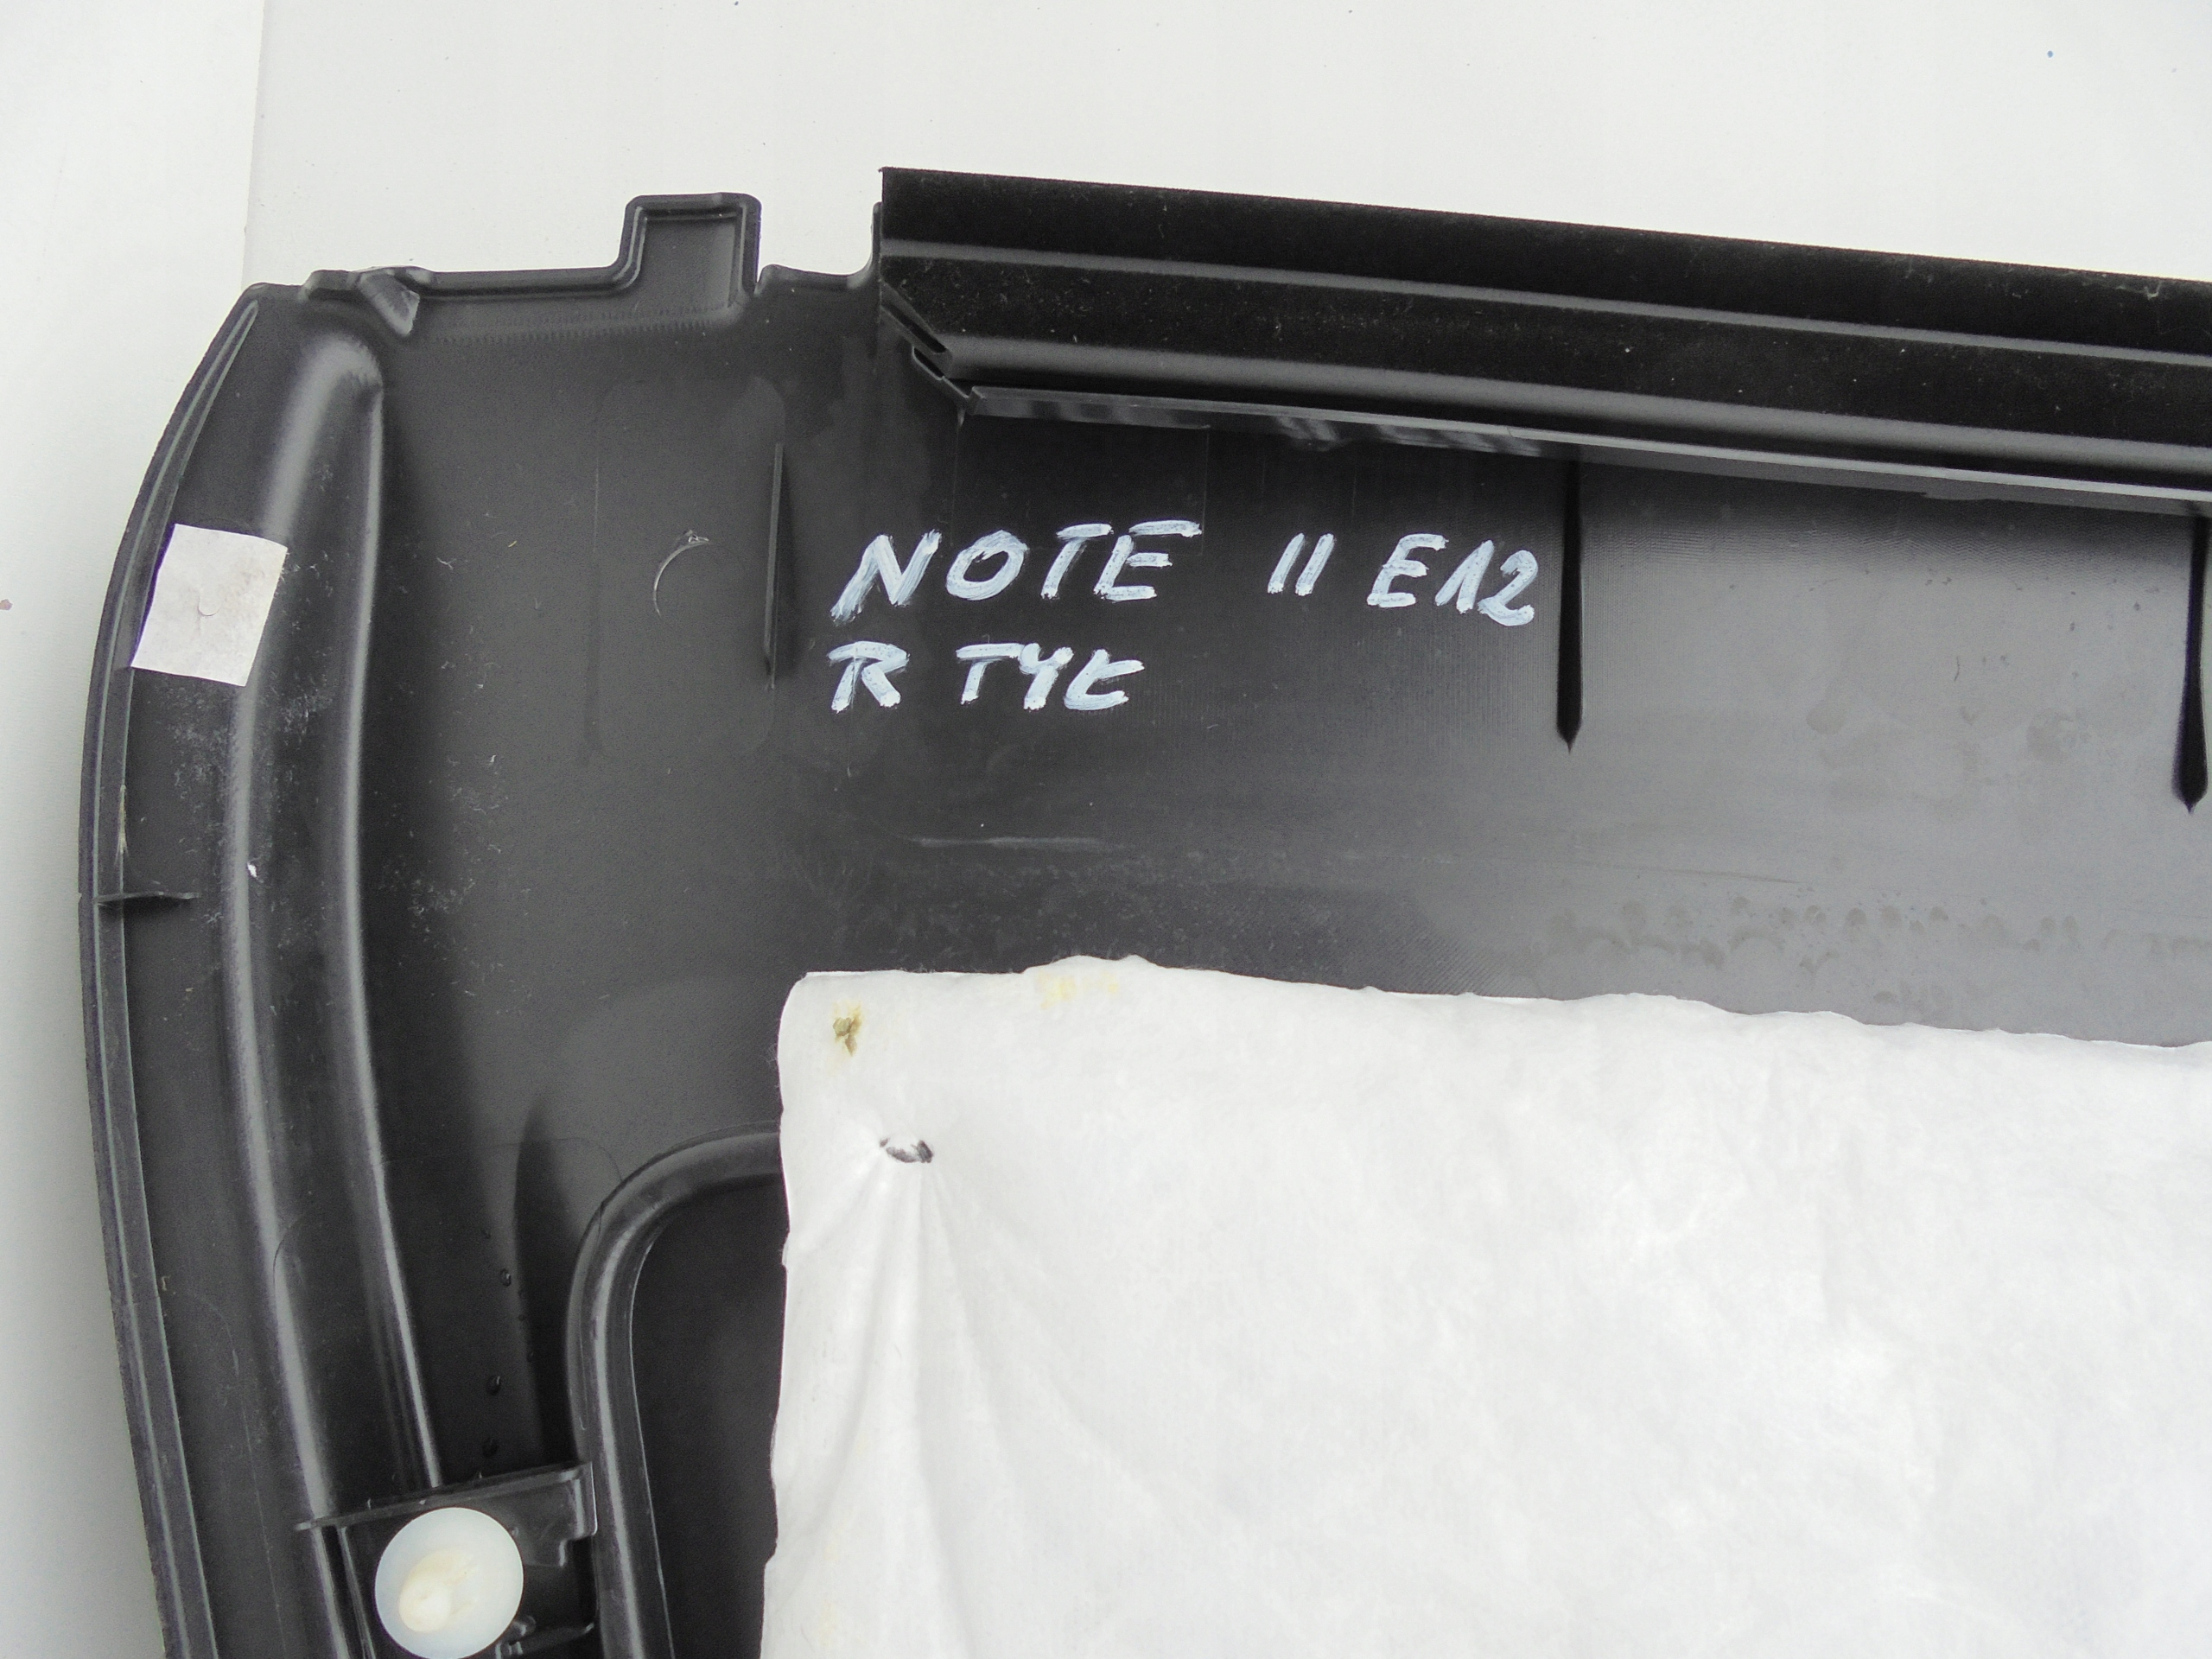 NOTE II E12
R TYŁ